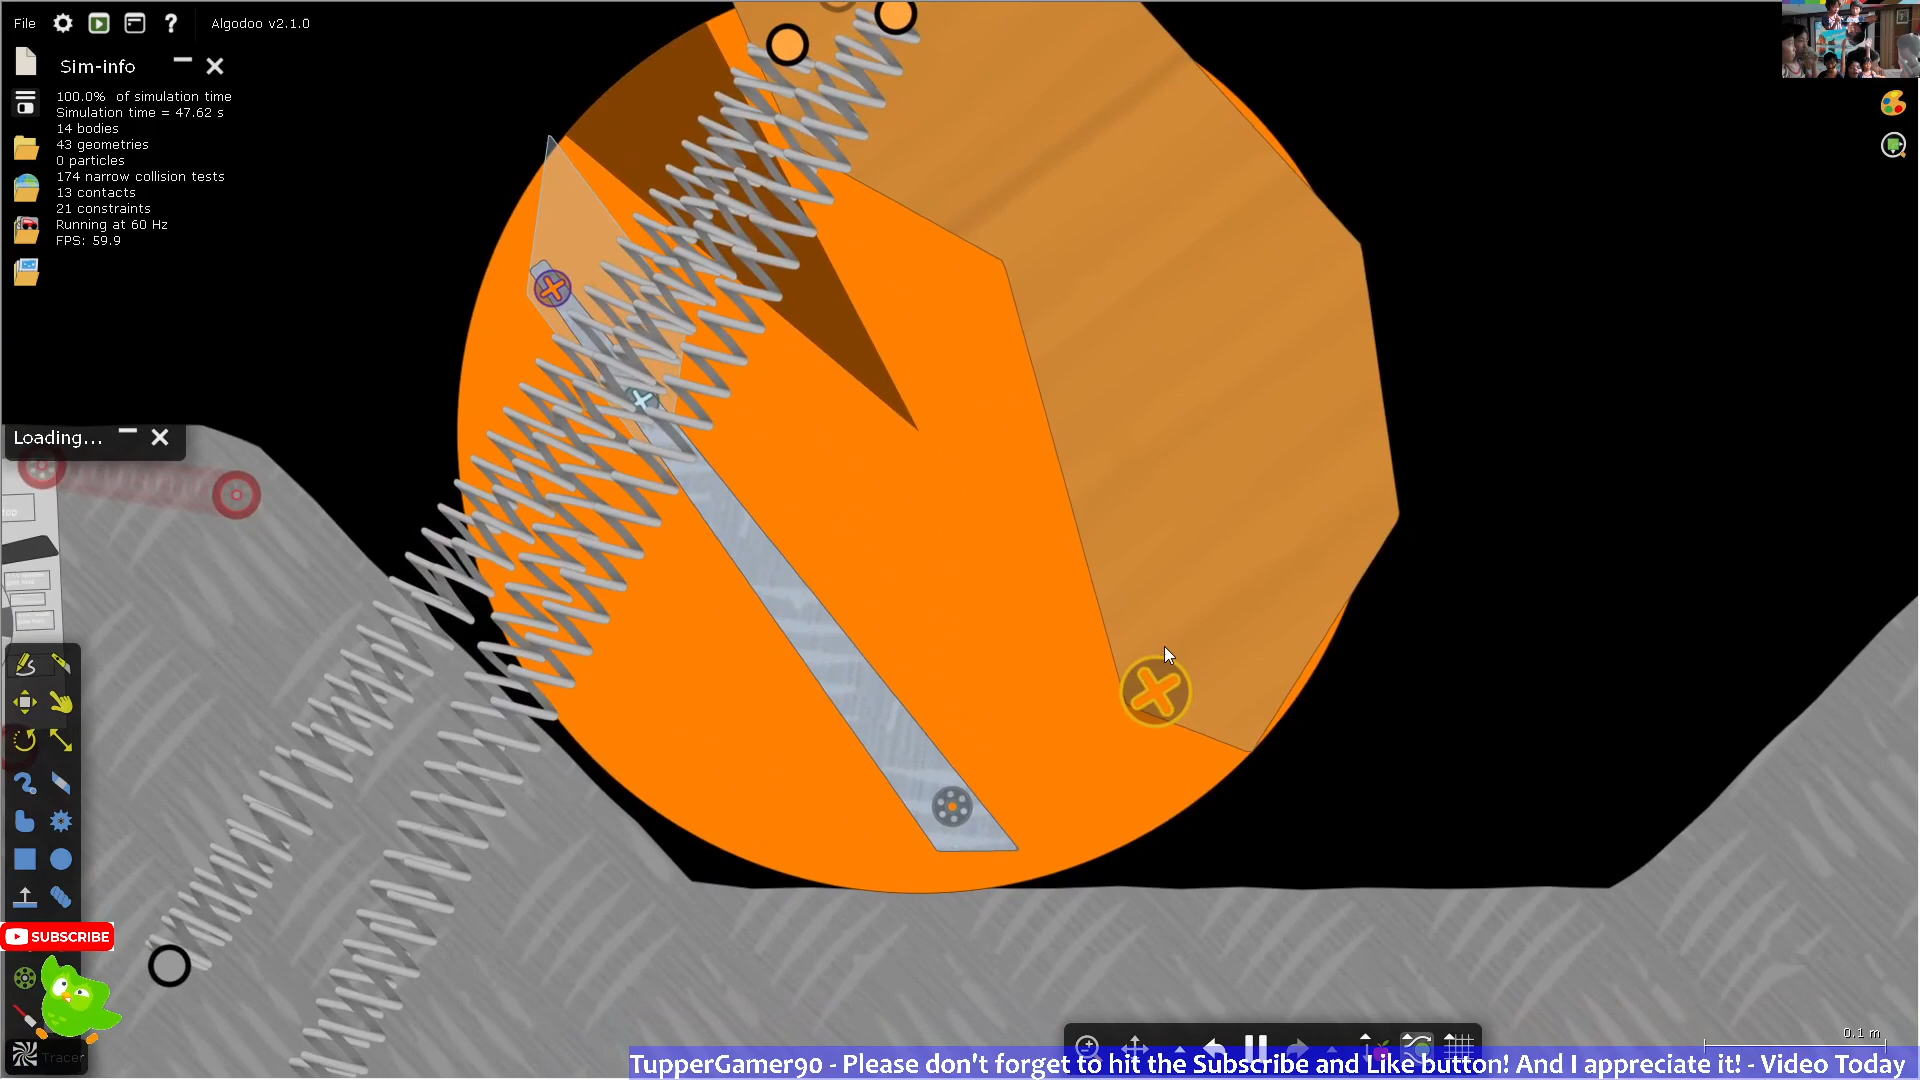 File
Algodoo v2.1.0
Sim-info
100.0% of simulation time
Simulation time = 47.62 s
14 bodies
43 geometries
0 particles
174 narrow collision tests
13 contacts
21 constraints
Running at 60 Hz
FPS: 59.9
Loading...
SUBSCRIBE
Tracer
0.1 m
TupperGamer90 - Please don't forget to hit the Subscribe and Like button! And I appreciate it! - Video Today